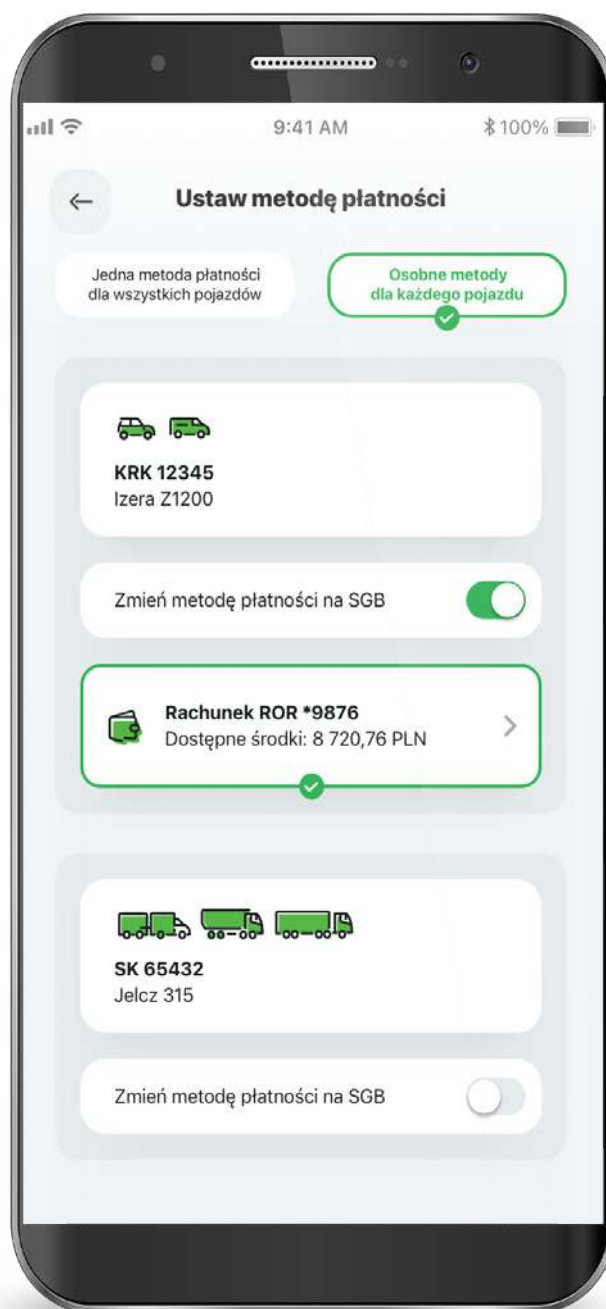 9:41 AM
100%
Ustaw metodę płatności
Jedna metoda płatności
dla wszystkich pojazdów
Osobne metody
dla każdego pojazdu
KRK 12345
Izera Z1200
Zmień metodę płatności na SGB
Rachunek ROR *9876
Dostępne środki: 8 720,76 PLN
SK 65432
Jelcz 315
Zmień metodę płatności na SGB